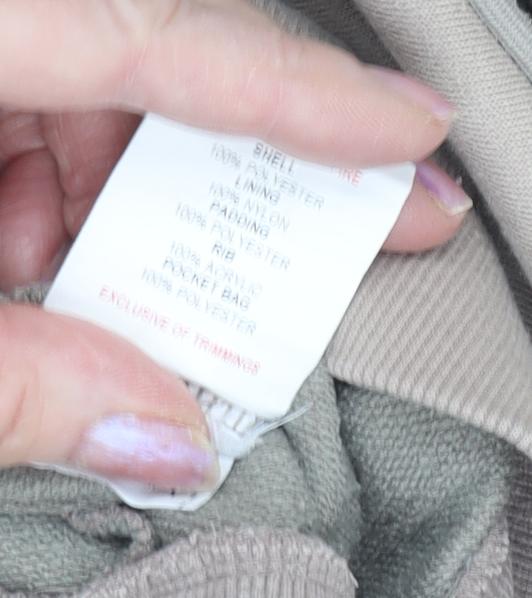 SHELL
100% POLYESTER
LINING
100% NYLON
PADDING
100% POLYESTER
RIB
100% ACRYLIC
POCKET BAG
100% POLYESTER
EXCLUSIVE OF TRIMMINGS